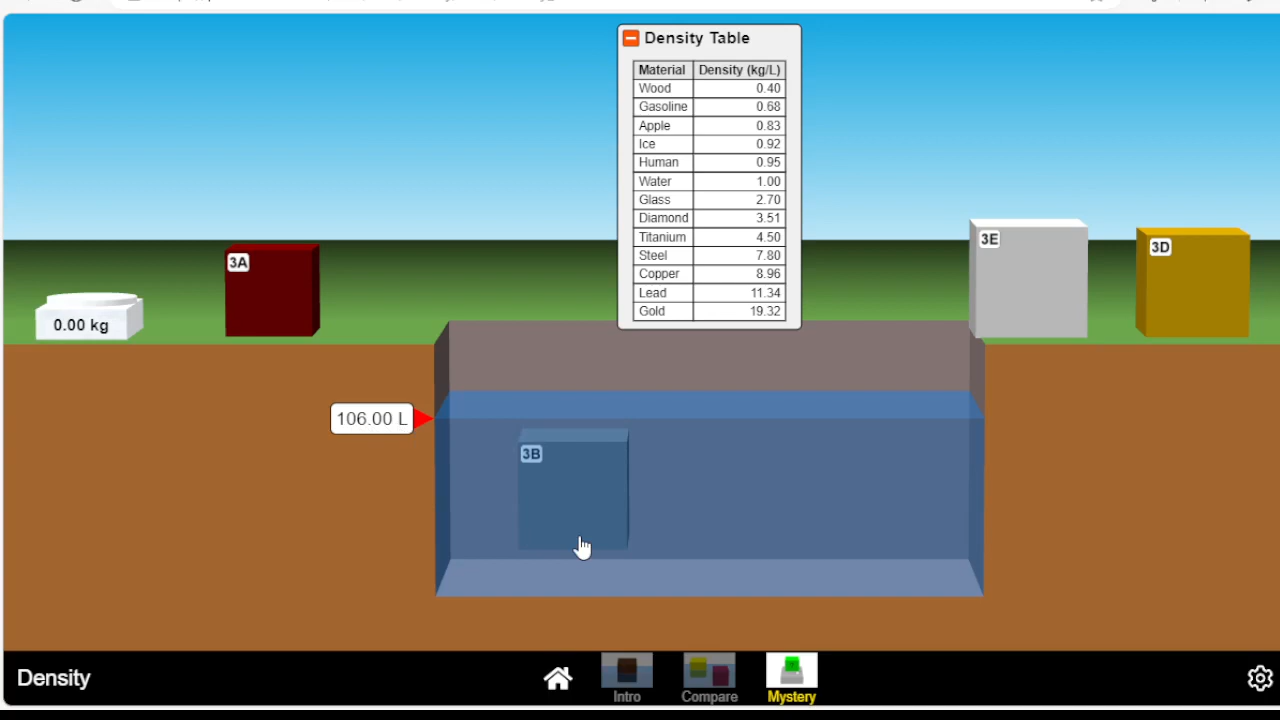 Density Table
Material Density (kg/L)
Wood 0.40
Gasoline 0.68
Apple 0.83
Ice 0.92
Human 0.95
Water 1.00
Glass 2.70
Diamond 3.51
Titanium 4.50
Steel 7.80
Copper 8.96
Lead 11.34
Gold 19.32
3E
3D
3A
0.00 kg
106.00 L
3B
Density
Intro
Compare
Mystery